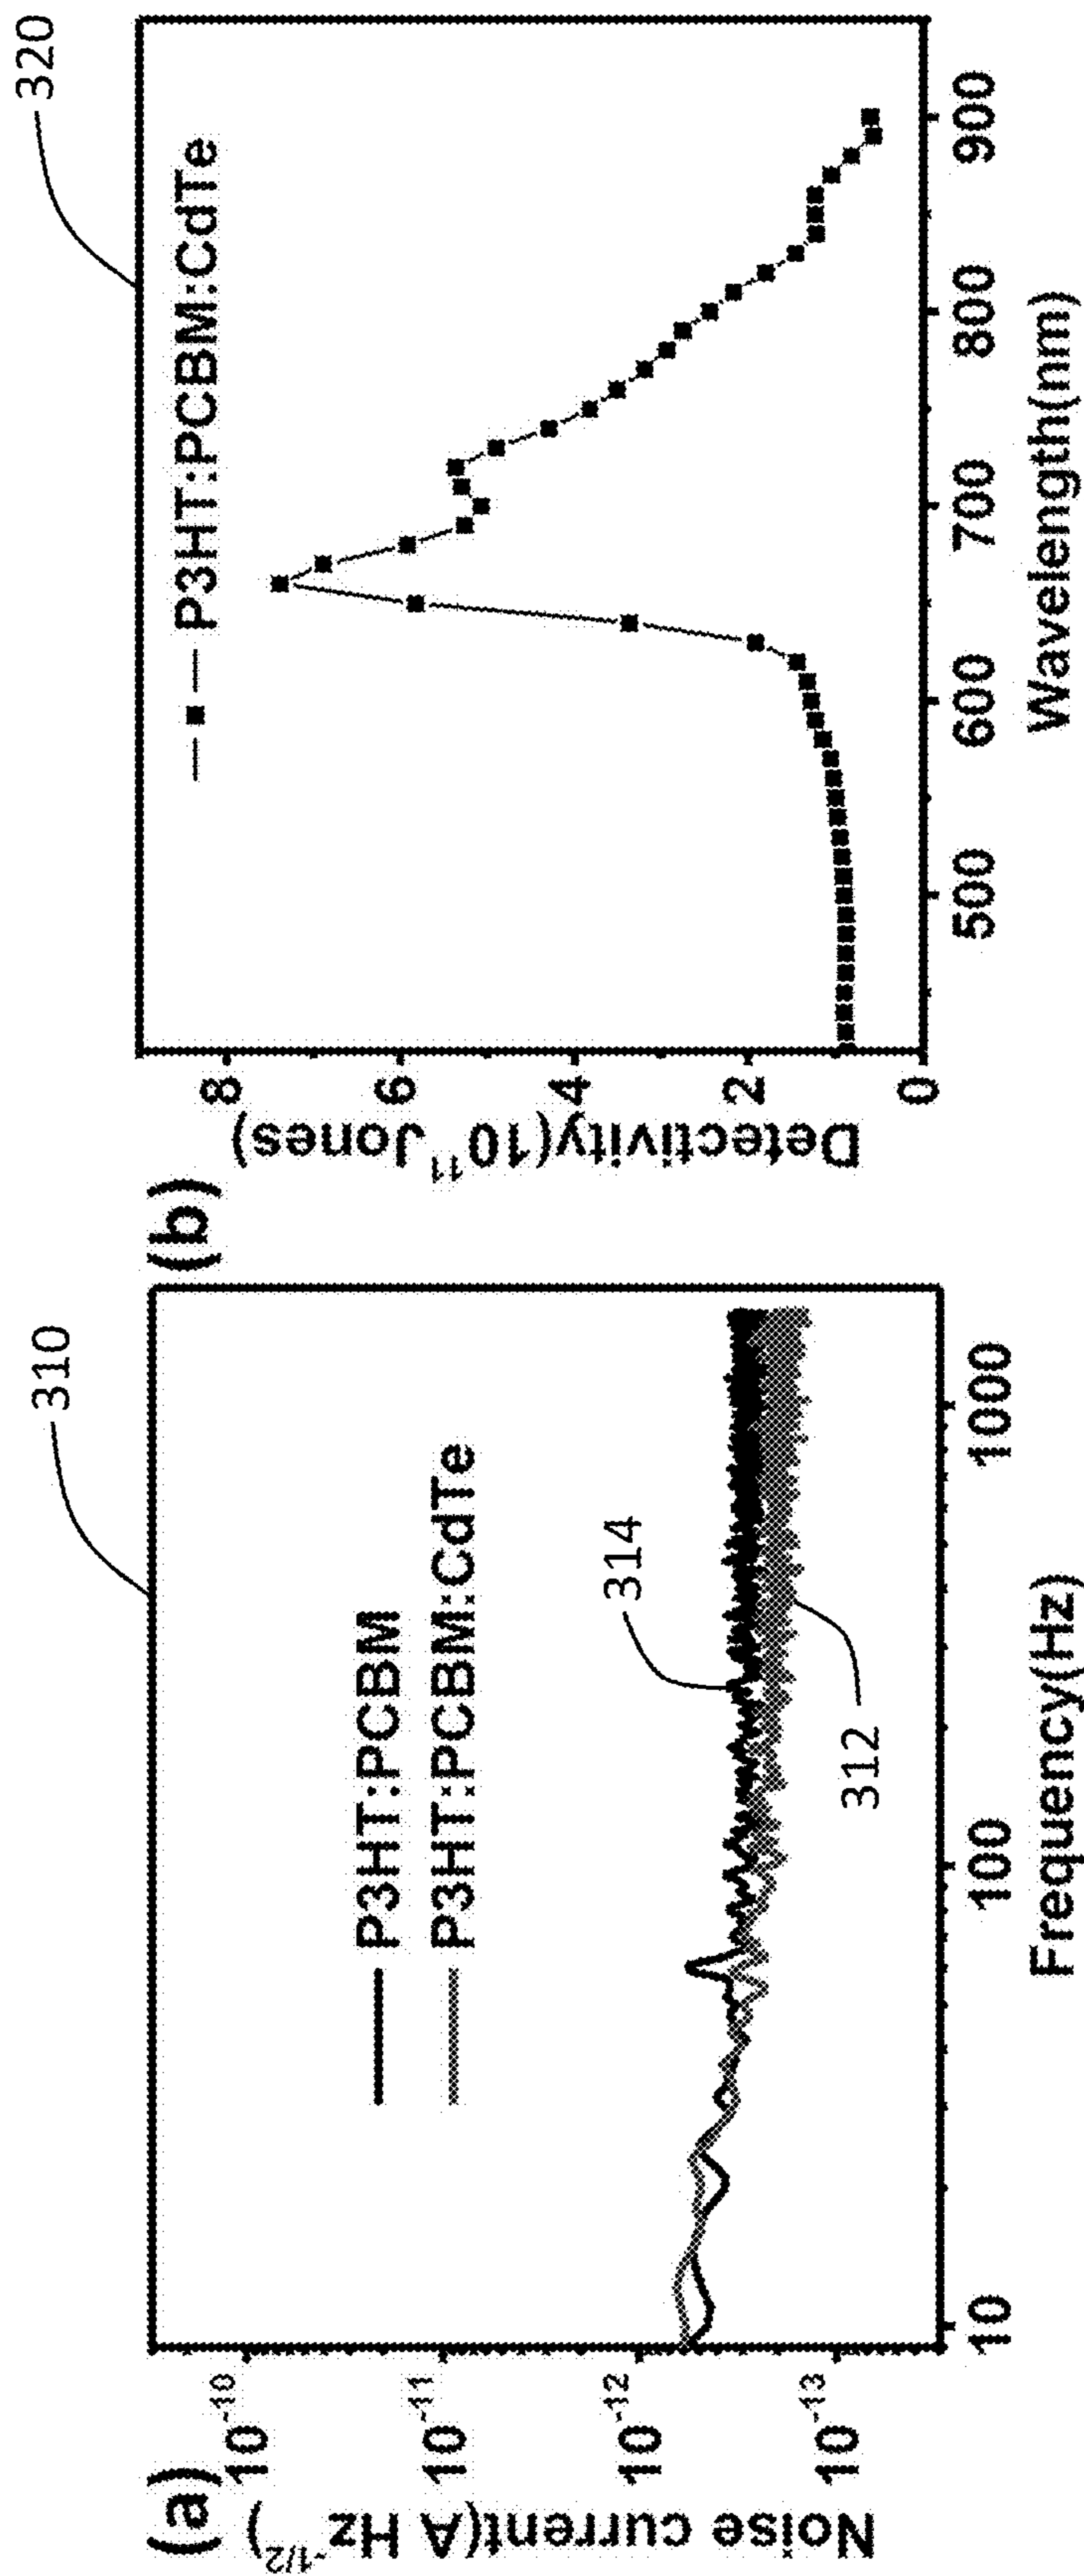 310
(a)
10⁻¹⁰
10⁻¹¹
10⁻¹²
10⁻¹³
Noise current(A Hz⁻¹/²)
P3HT:PCBM
P3HT:PCBM:CdTe
314
312
10
100
1000
Frequency(Hz)
320
(b)
8
6
4
2
0
Detectivity(10¹¹ Jones)
P3HT:PCBM:CdTe
500
600
700
800
900
Wavelength(nm)